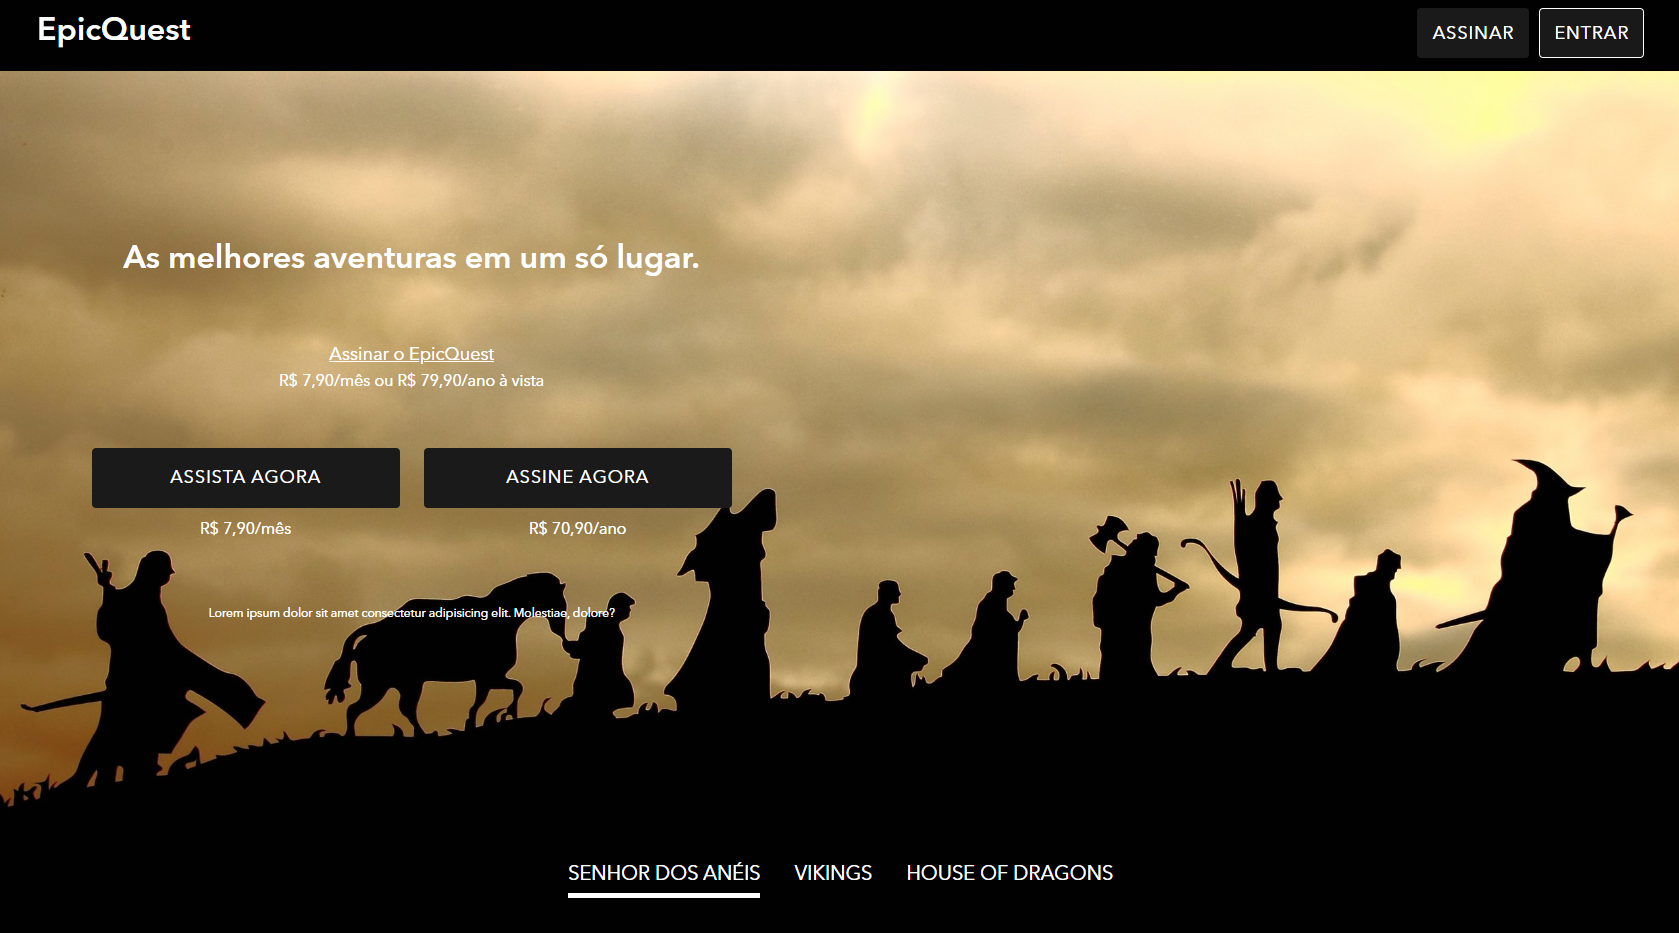 EpicQuest
ASSINAR
ENTRAR
As melhores aventuras em um só lugar.
Assinar o EpicQuest
R$ 7,90/mês ou R$ 79,90/ano à vista
ASSISTA AGORA
ASSINE AGORA
R$ 7,90/mês
R$ 70,90/ano
Lorem ipsum dolor sit amet consectetur adipisicing elit. Molestiae, dolore?
SENHOR DOS ANÉIS
VIKINGS
HOUSE OF DRAGONS